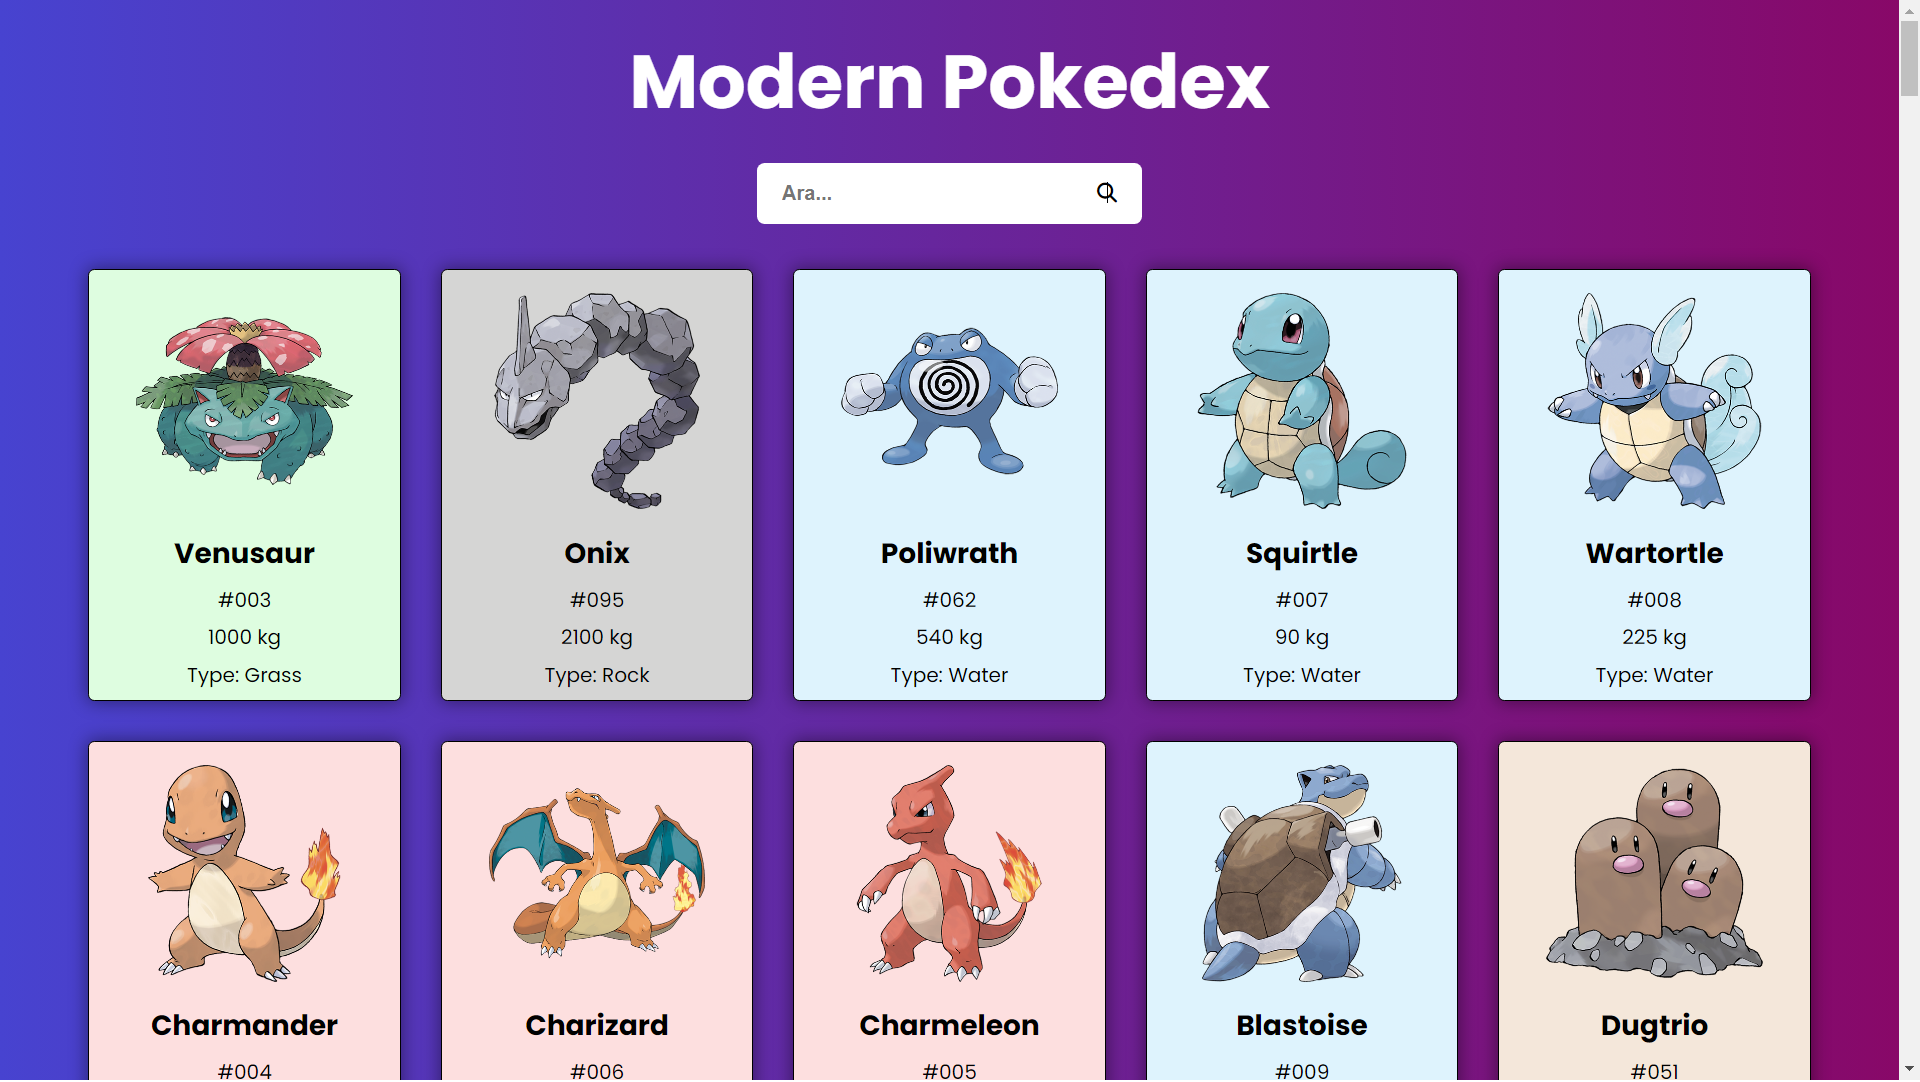 Modern Pokedex
Ara...
Venusaur
#003
1000 kg
Type: Grass
Onix
#095
2100 kg
Type: Rock
Poliwrath
#062
540 kg
Type: Water
Squirtle
#007
90 kg
Type: Water
Wartortle
#008
225 kg
Type: Water
Charmander
#004
Charizard
#006
Charmeleon
#005
Blastoise
#009
Dugtrio
#051